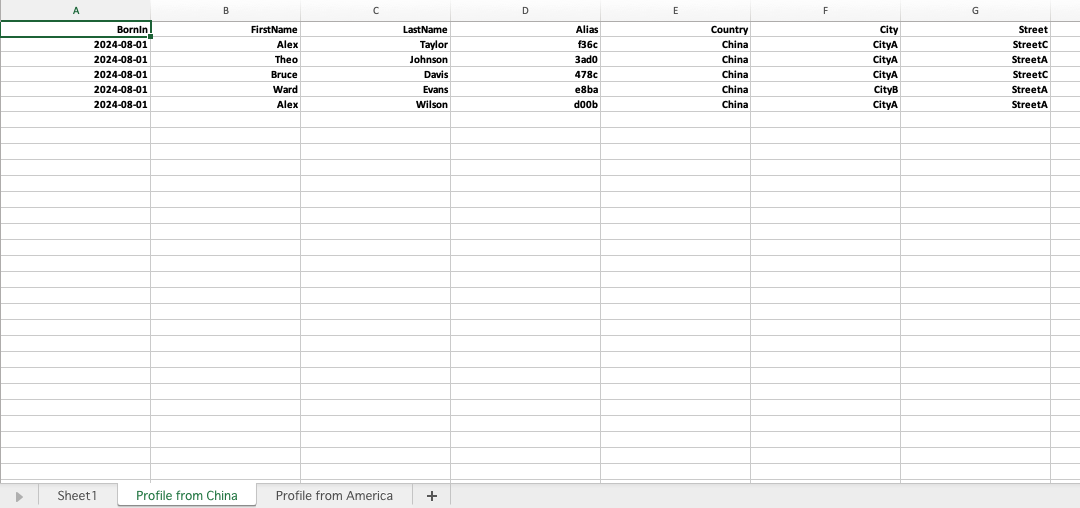 A B C D E F G
BornIn FirstName LastName Alias Country City Street
2024-08-01 Alex Taylor f36c China CityA StreetC
2024-08-01 Theo Johnson 3ad0 China CityA StreetA
2024-08-01 Bruce Davis 478c China CityA StreetC
2024-08-01 Ward Evans e8ba China CityB StreetA
2024-08-01 Alex Wilson d00b China CityA StreetA
Sheet1 Profile from China Profile from America +